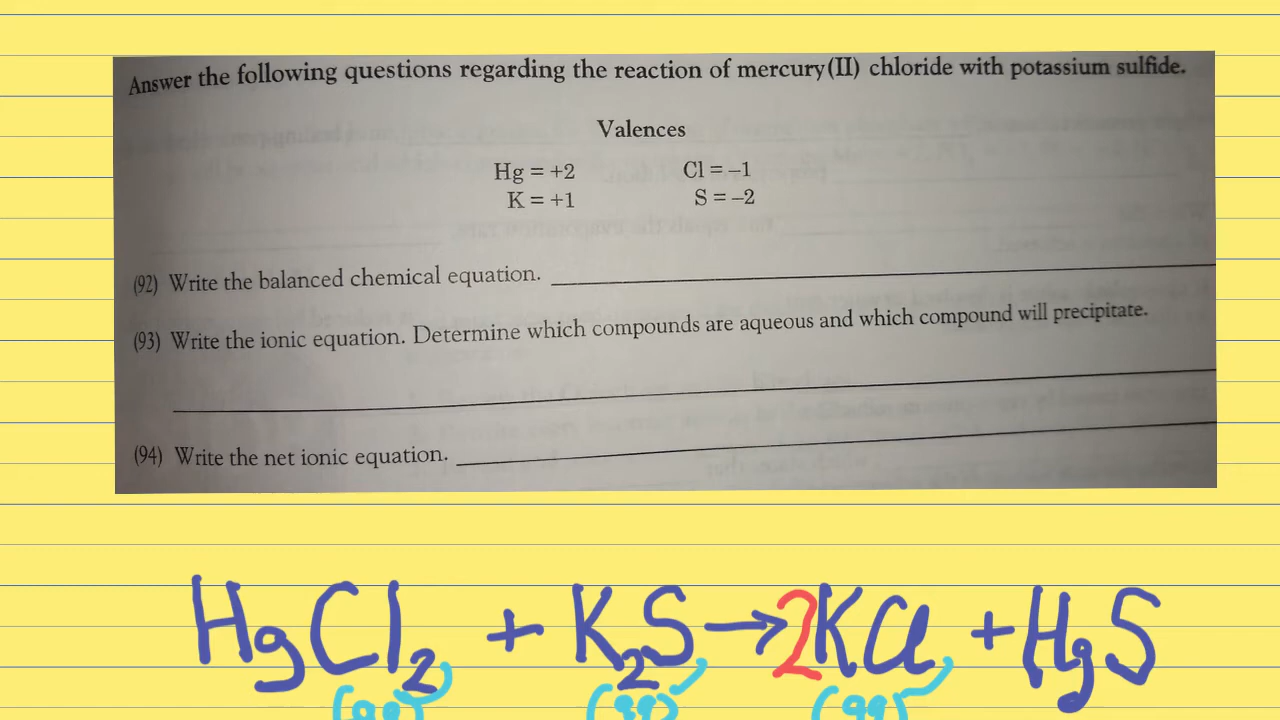 Answer the following questions regarding the reaction of mercury(II) chloride with potassium sulfide.
Valences
Hg = +2 Cl = –1
K = +1 S = –2
(92) Write the balanced chemical equation.
(93) Write the ionic equation. Determine which compounds are aqueous and which compound will precipitate.
(94) Write the net ionic equation.
HgCl₂ + K₂S → 2KCl + HgS